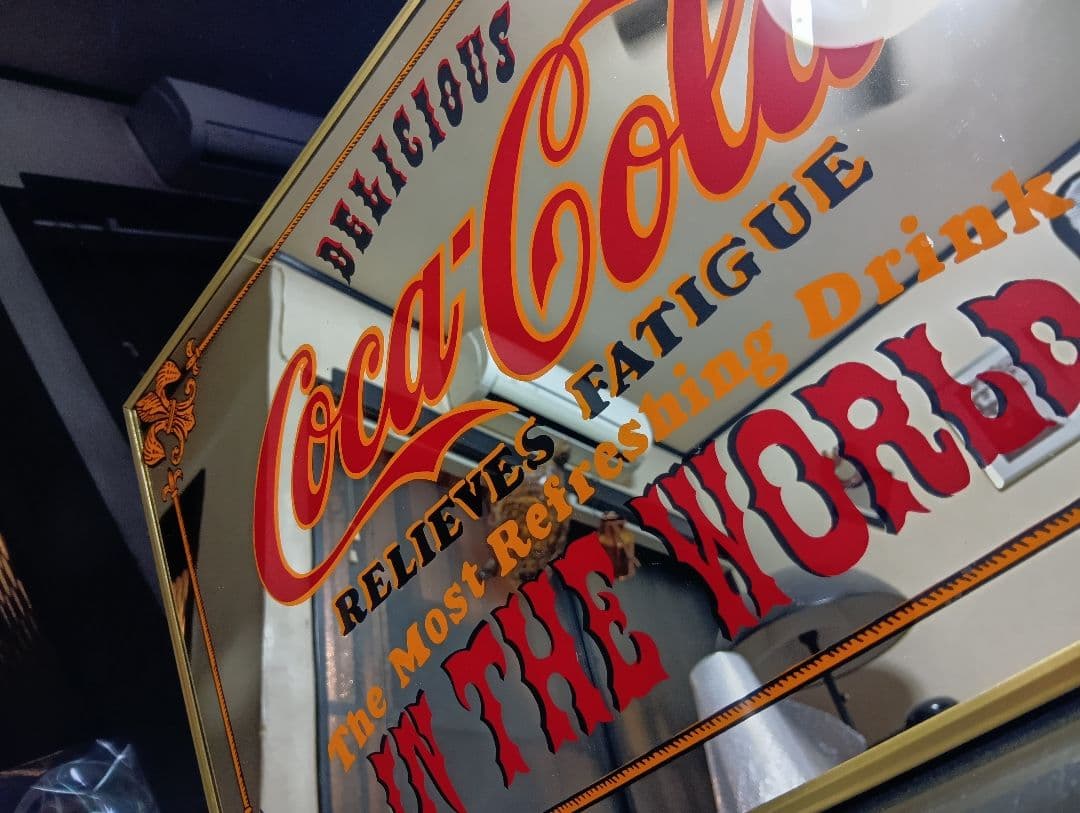 DELICIOUS
Coca-Cola
RELIEVES FATIGUE
The Most Refreshing Drink
IN THE WORLD